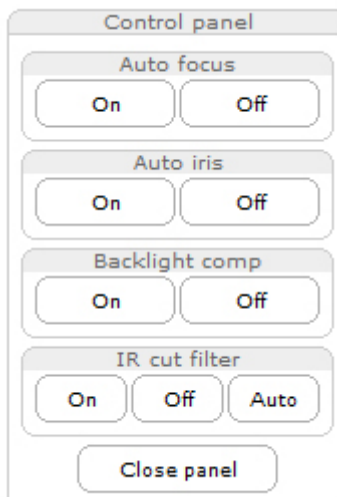 Control panel
Auto focus
On Off
Auto iris
On Off
Backlight comp
On Off
IR cut filter
On Off Auto
Close panel